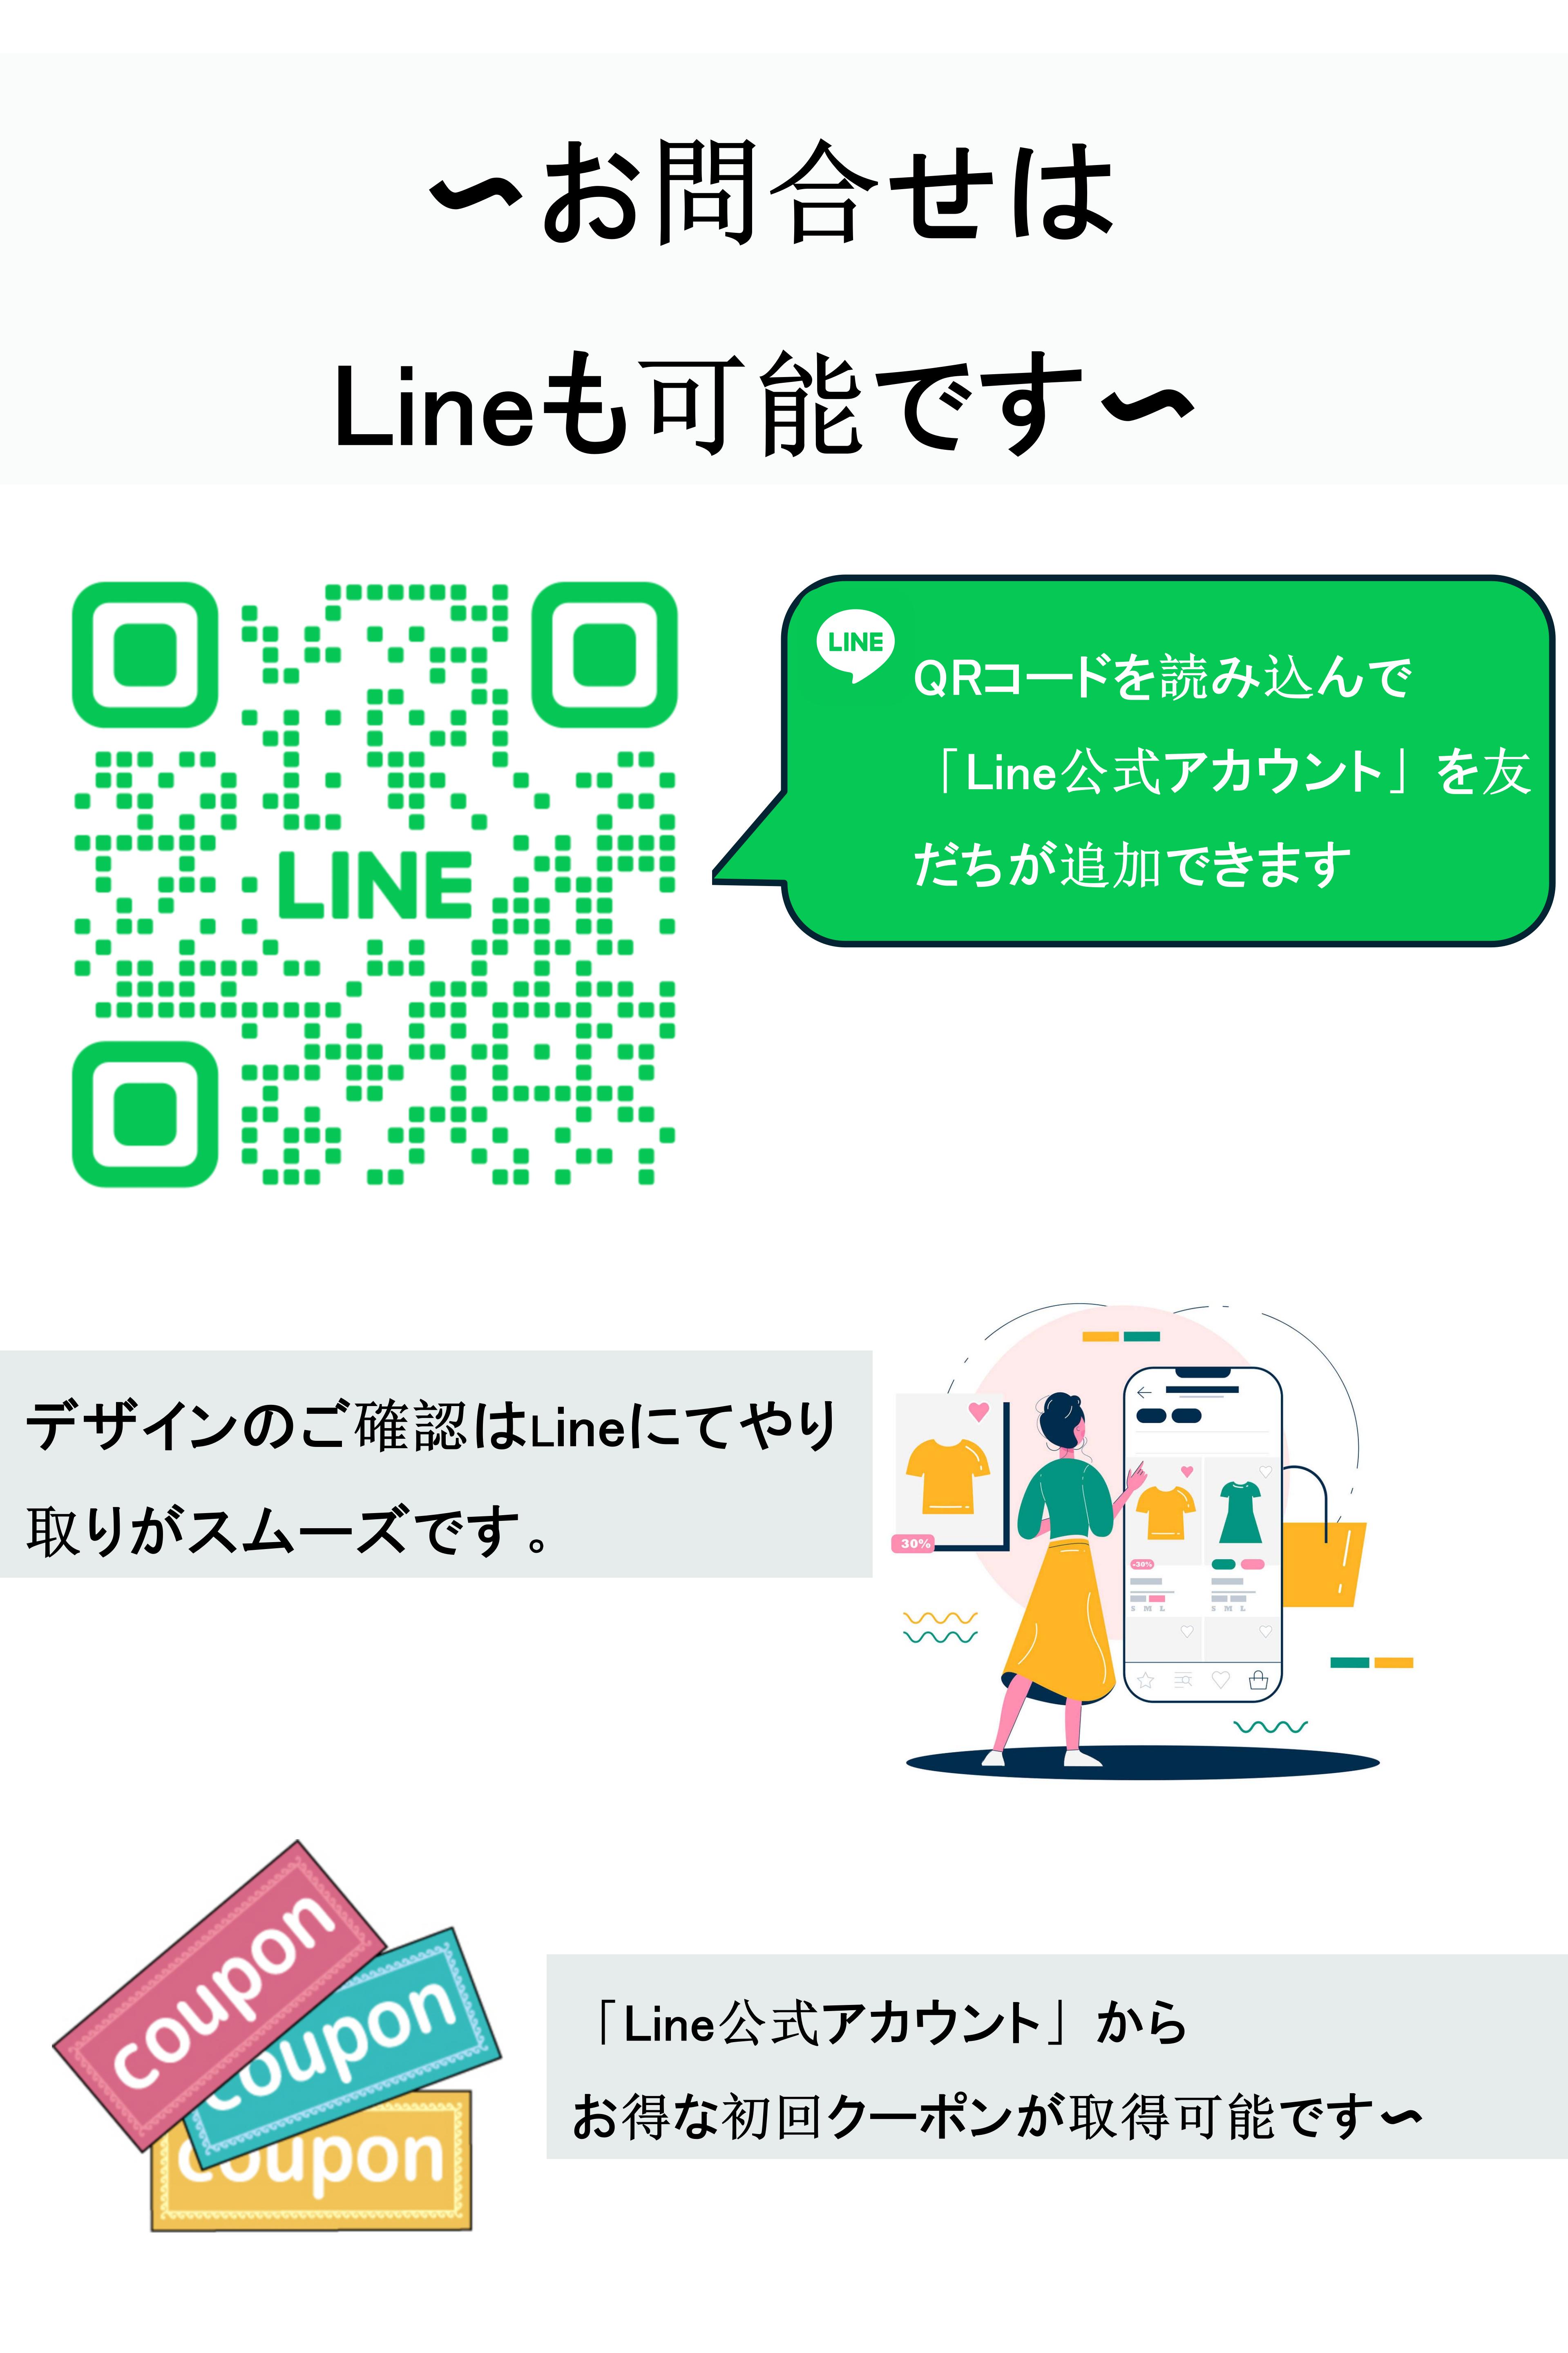 ~お問合せは
Lineも可能です~
LINE
LINE
QRコードを読み込んで
「Line公式アカウント」を友
だちが追加できます
デザインのご確認はLineにてやり
取りがスムーズです。
30%
-30%
S M L
S M L
coupon
coupon
coupon
「Line公式アカウント」から
お得な初回クーポンが取得可能です~